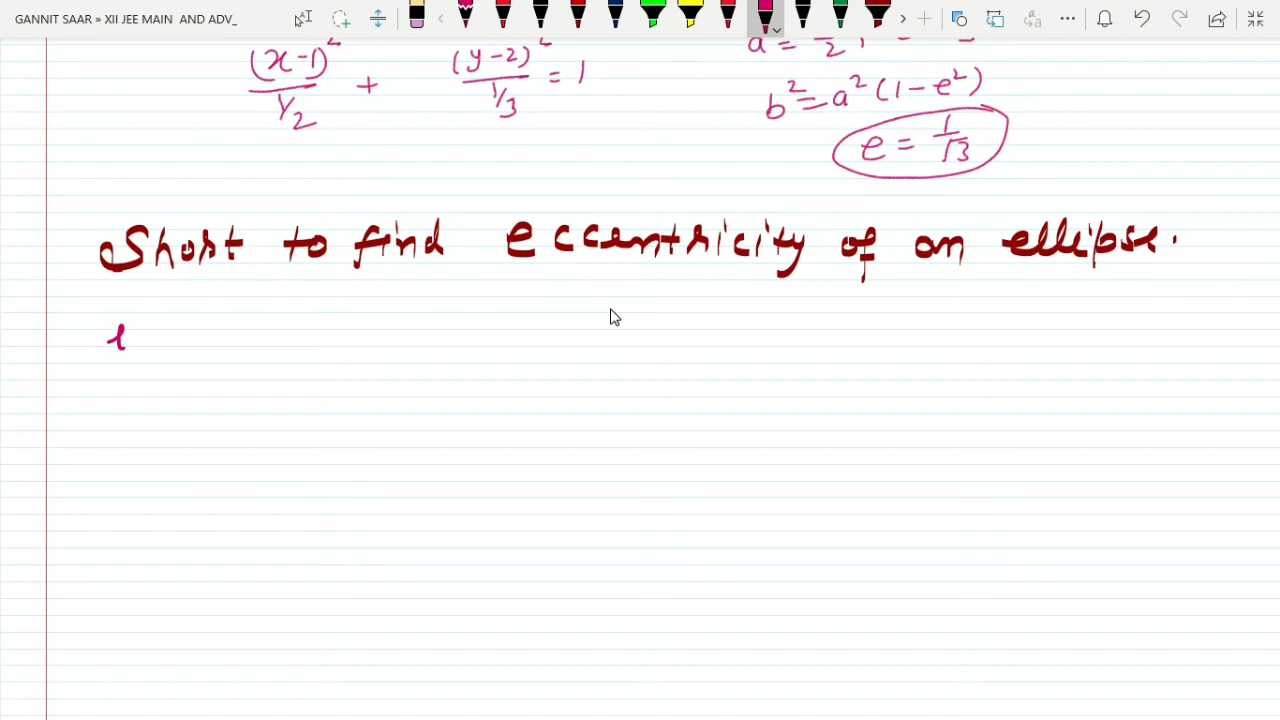 GANNIT SAAR » XII JEE MAIN AND ADV_
(x-1)²/1/2 + (y-2)²/1/3 = 1
a = 2,
b² = a²(1-e²)
e = 1/√3
Short to find eccentricity of an ellipse.